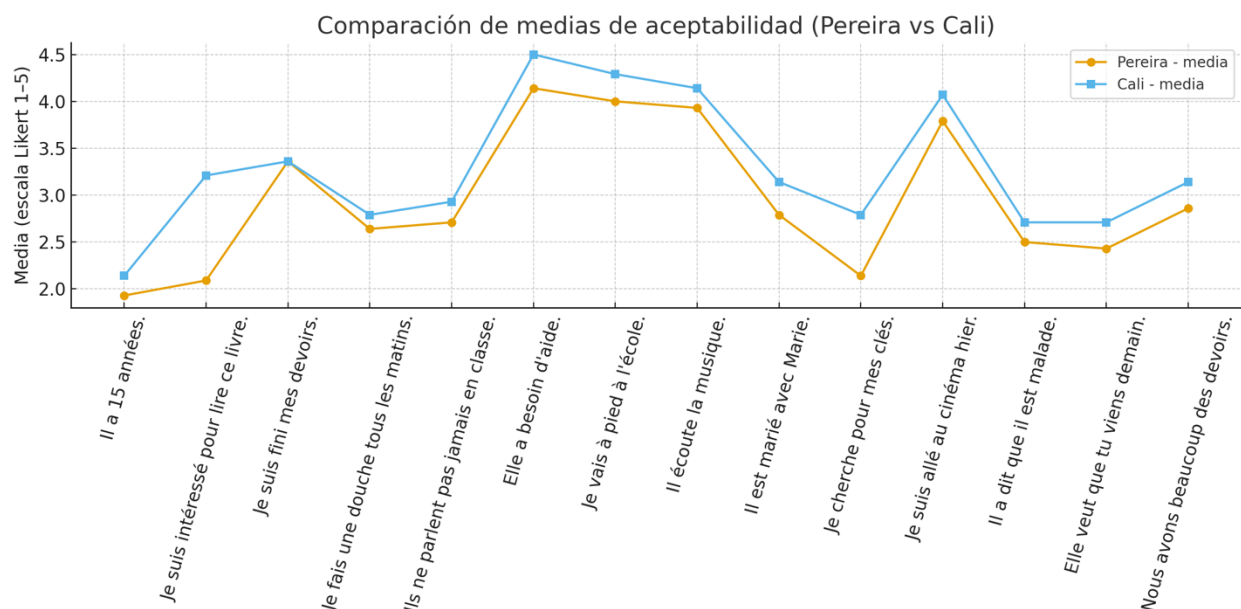 Comparación de medias de aceptabilidad (Pereira vs Cali)
Pereira - media
Cali - media
Media (escala Likert 1–5)
4.5
4.0
3.5
3.0
2.5
2.0
Il a 15 années.
Je suis intéressé pour lire ce livre.
Je suis fini mes devoirs.
Je fais une douche tous les matins.
Ils ne parlent pas jamais en classe.
Elle a besoin d'aide.
Je vais à pied à l'école.
Il écoute la musique.
Il est marié avec Marie.
Je cherche pour mes clés.
Je suis allé au cinéma hier.
Il a dit que il est malade.
Elle veut que tu viens demain.
Nous avons beaucoup des devoirs.